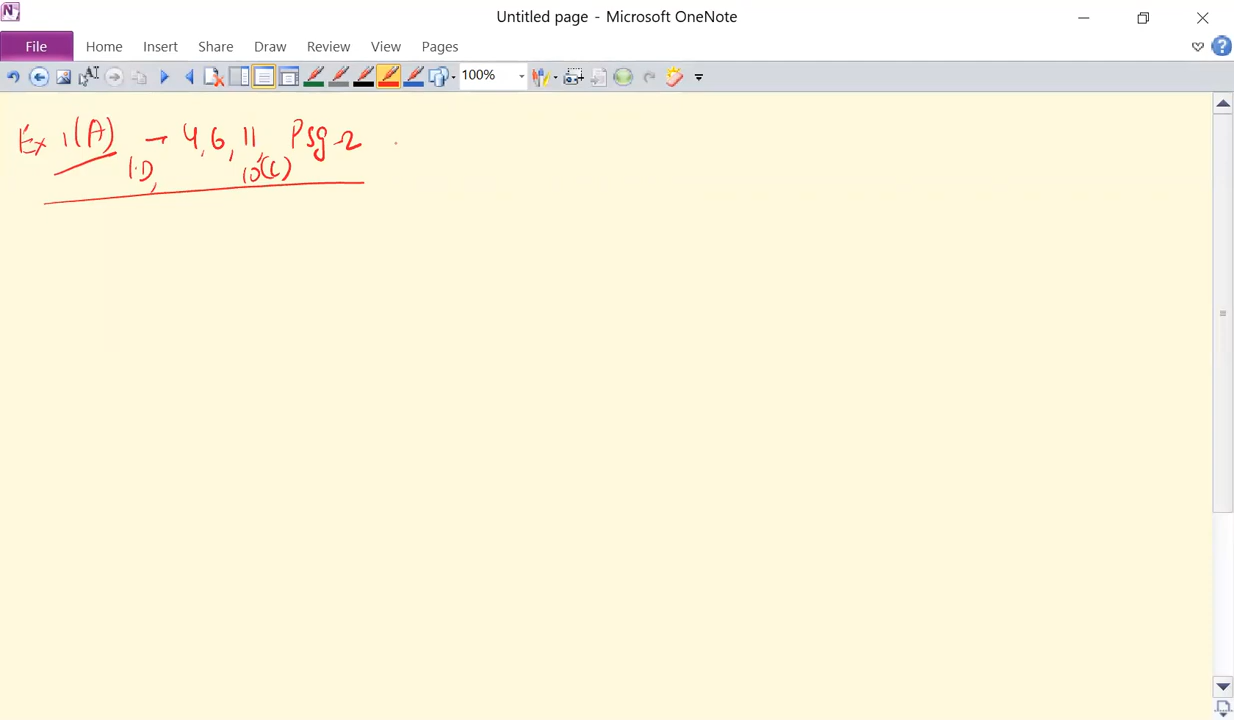 Untitled page - Microsoft OneNote
File Home Insert Share Draw Review View Pages
100%
Ex 1(A) → 4, 6, 11, Psg-2
1.D, 10(C)